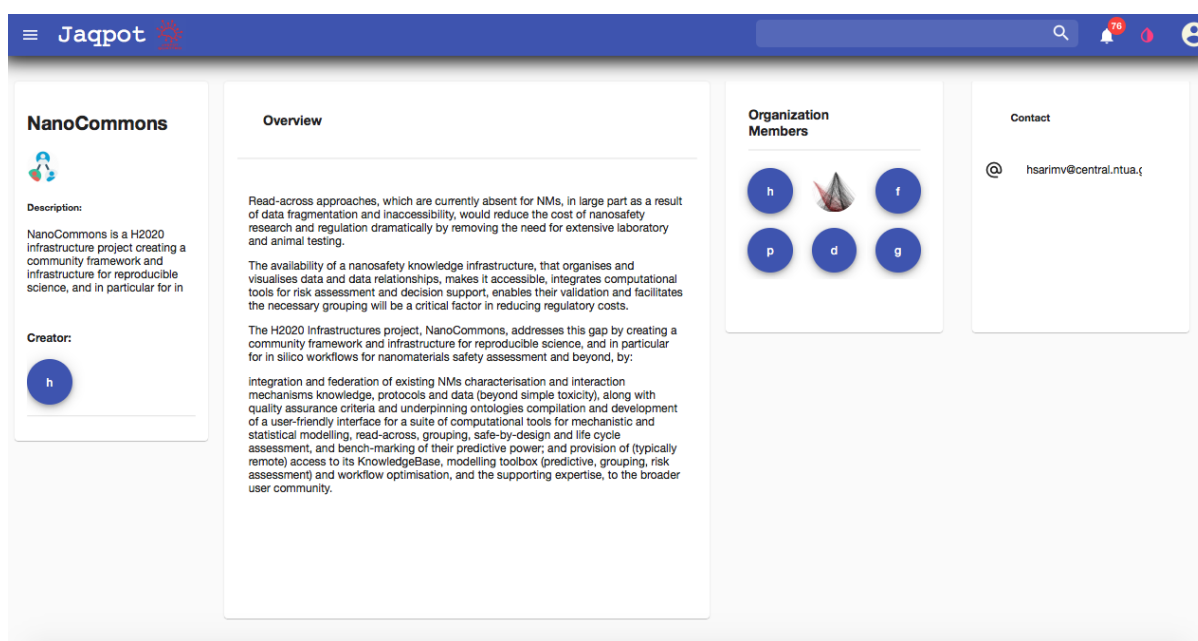 Jaqpot
76
NanoCommons
Description:
NanoCommons is a H2020
infrastructure project creating a
community framework and
infrastructure for reproducible
science, and in particular for in
Creator:
h
Overview
Read-across approaches, which are currently absent for NMs, in large part as a result
of data fragmentation and inaccessibility, would reduce the cost of nanosafety
research and regulation dramatically by removing the need for extensive laboratory
and animal testing.
The availability of a nanosafety knowledge infrastructure, that organises and
visualises data and data relationships, makes it accessible, integrates computational
tools for risk assessment and decision support, enables their validation and facilitates
the necessary grouping will be a critical factor in reducing regulatory costs.
The H2020 Infrastructures project, NanoCommons, addresses this gap by creating a
community framework and infrastructure for reproducible science, and in particular
for in silico workflows for nanomaterials safety assessment and beyond, by:
integration and federation of existing NMs characterisation and interaction
mechanisms knowledge, protocols and data (beyond simple toxicity), along with
quality assurance criteria and underpinning ontologies compilation and development
of a user-friendly interface for a suite of computational tools for mechanistic and
statistical modelling, read-across, grouping, safe-by-design and life cycle
assessment, and bench-marking of their predictive power; and provision of (typically
remote) access to its KnowledgeBase, modelling toolbox (predictive, grouping, risk
assessment) and workflow optimisation, and the supporting expertise, to the broader
user community.
Organization
Members
h f
p d g
Contact
@ hsarimv@central.ntua.g